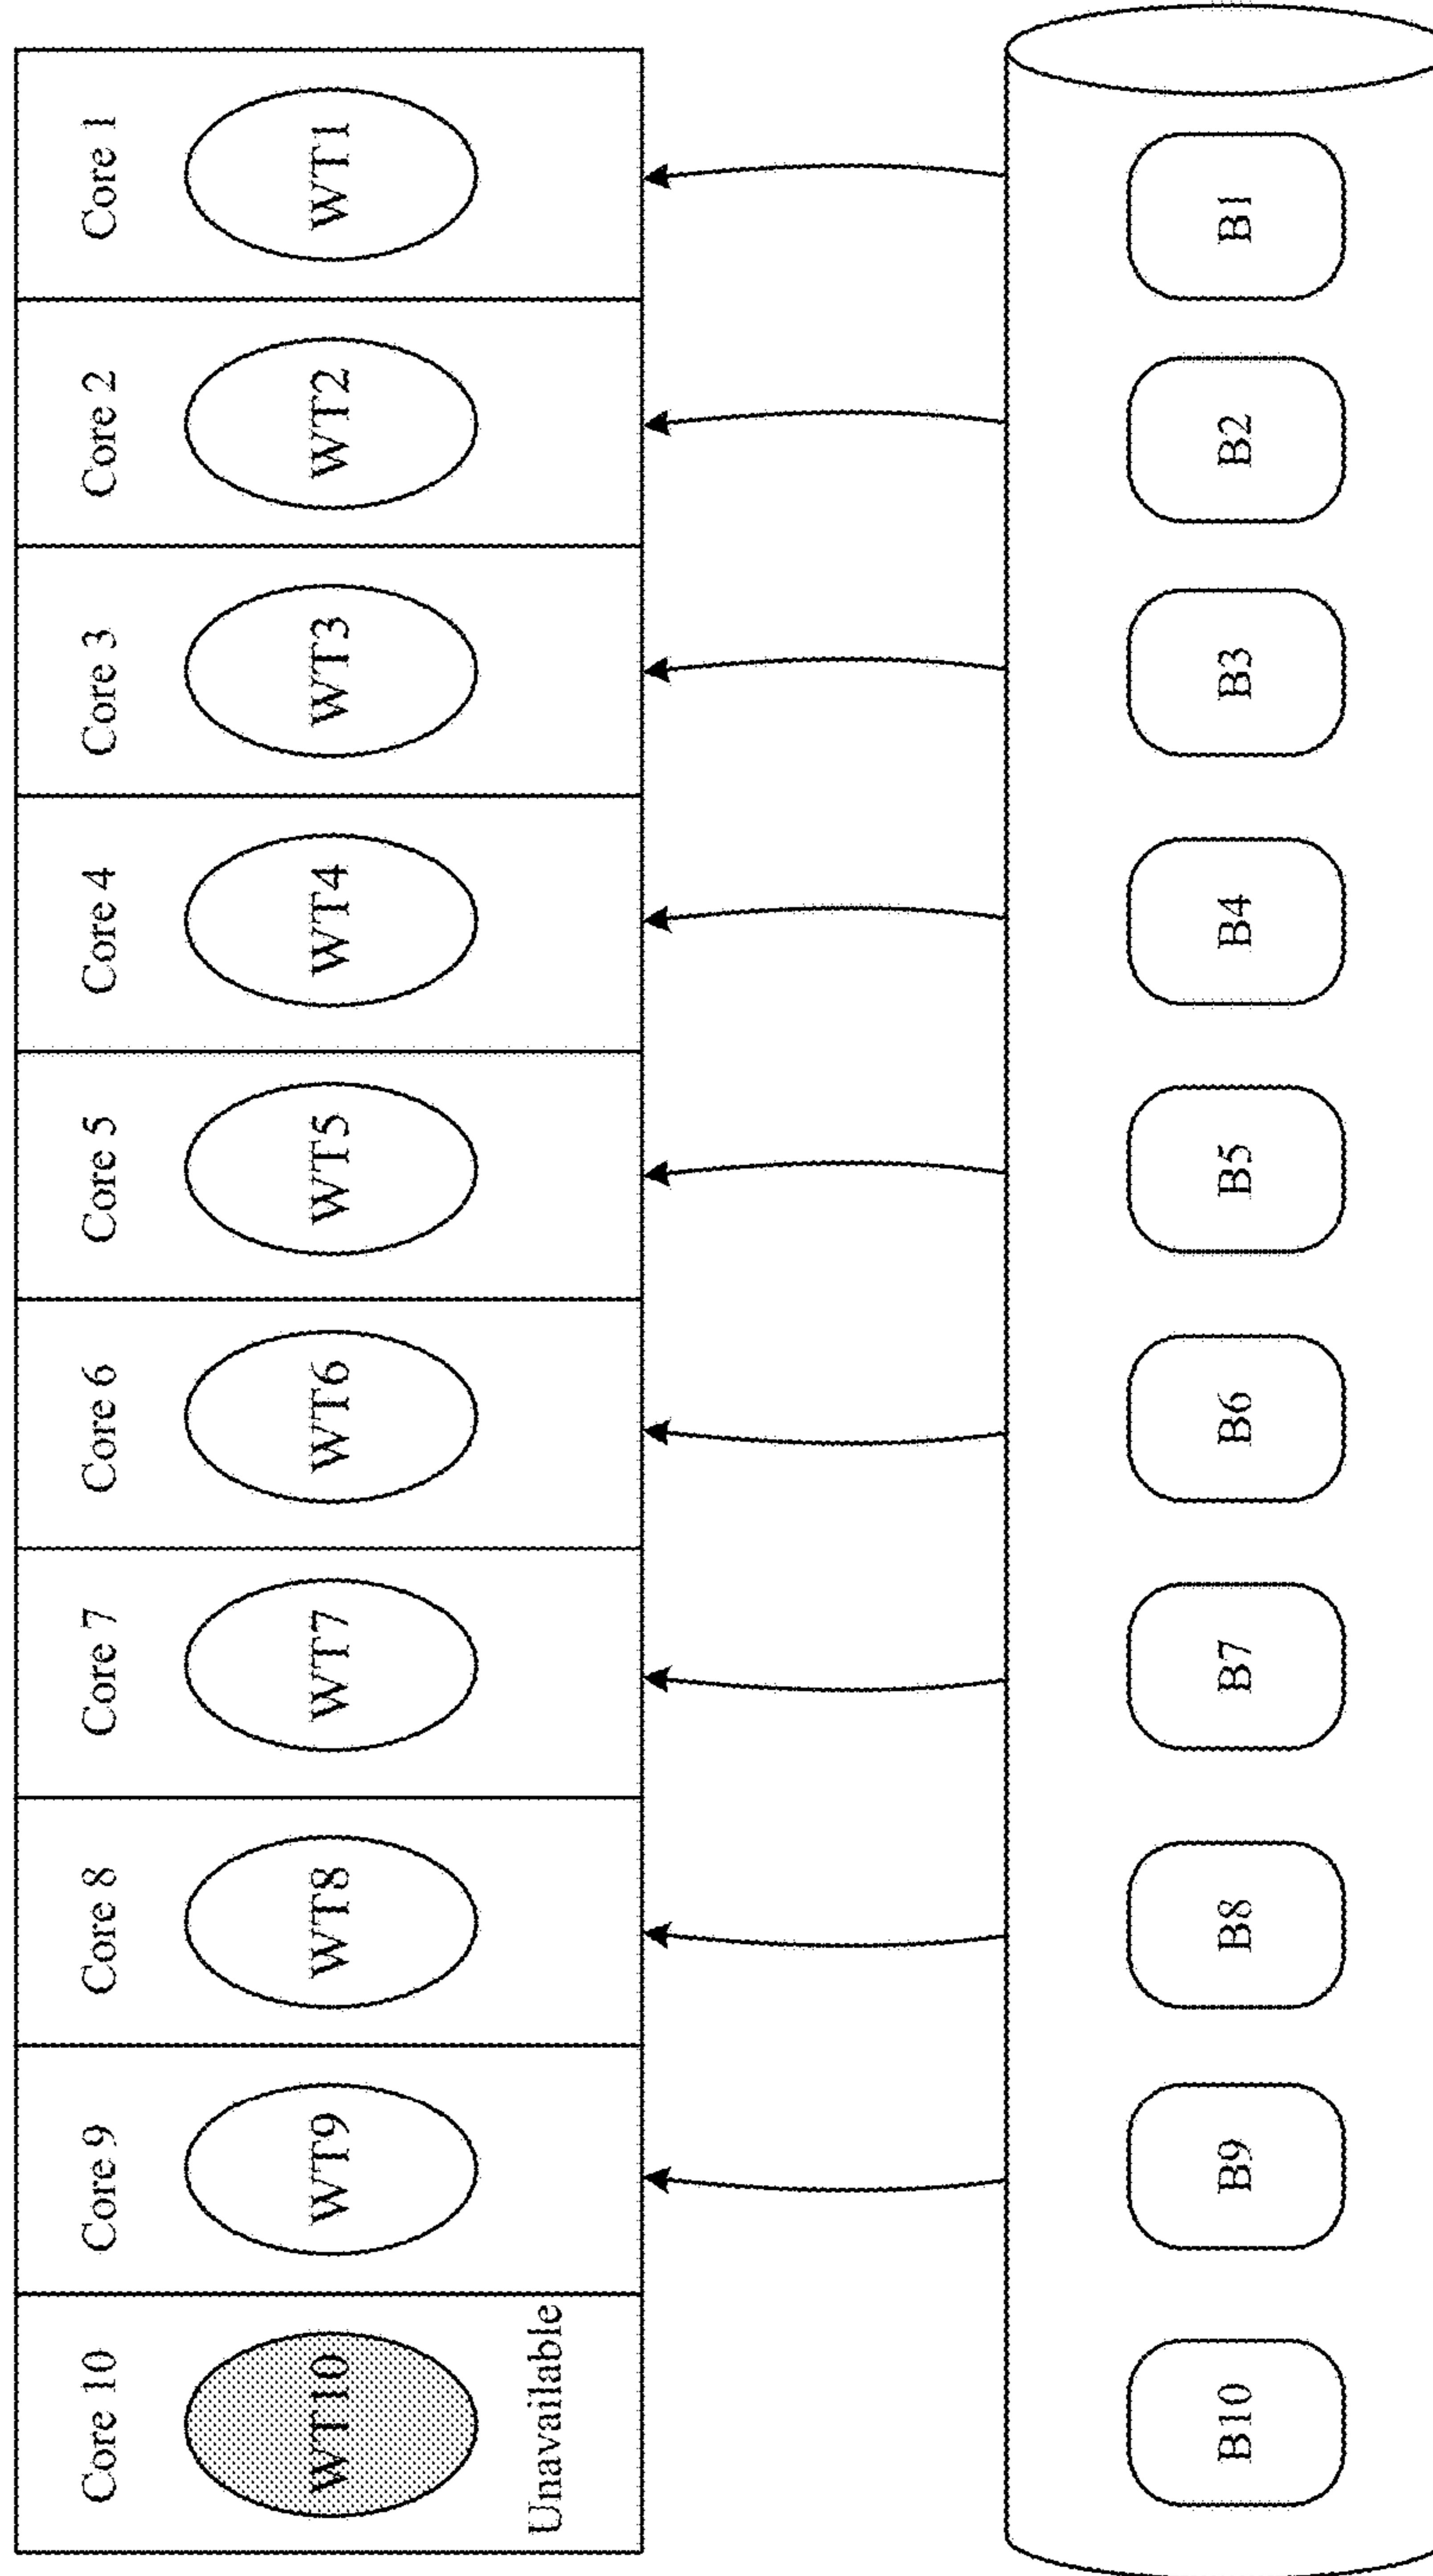 Core 10 Core 9 Core 8 Core 7 Core 6 Core 5 Core 4 Core 3 Core 2 Core 1
WT10 WT9 WT8 WT7 WT6 WT5 WT4 WT3 WT2 WT1
Unavailable
B10 B9 B8 B7 B6 B5 B4 B3 B2 B1